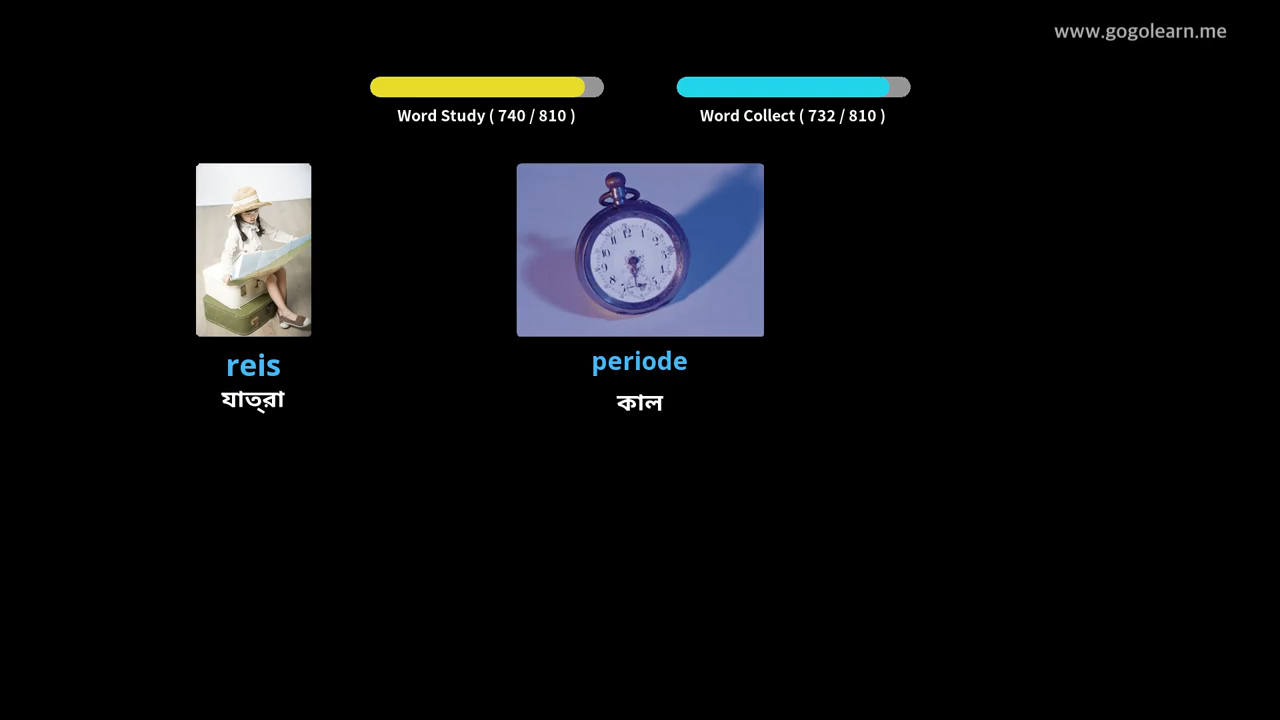 www.gogolearn.me
Word Study ( 740 / 810 )
Word Collect ( 732 / 810 )
reis
যাত্রা
periode
কাল